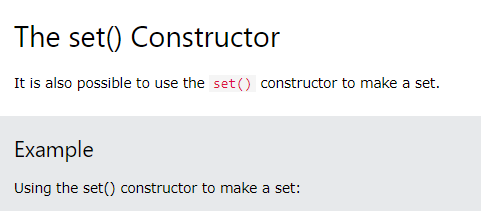 The set() Constructor
It is also possible to use the set() constructor to make a set.
Example
Using the set() constructor to make a set: